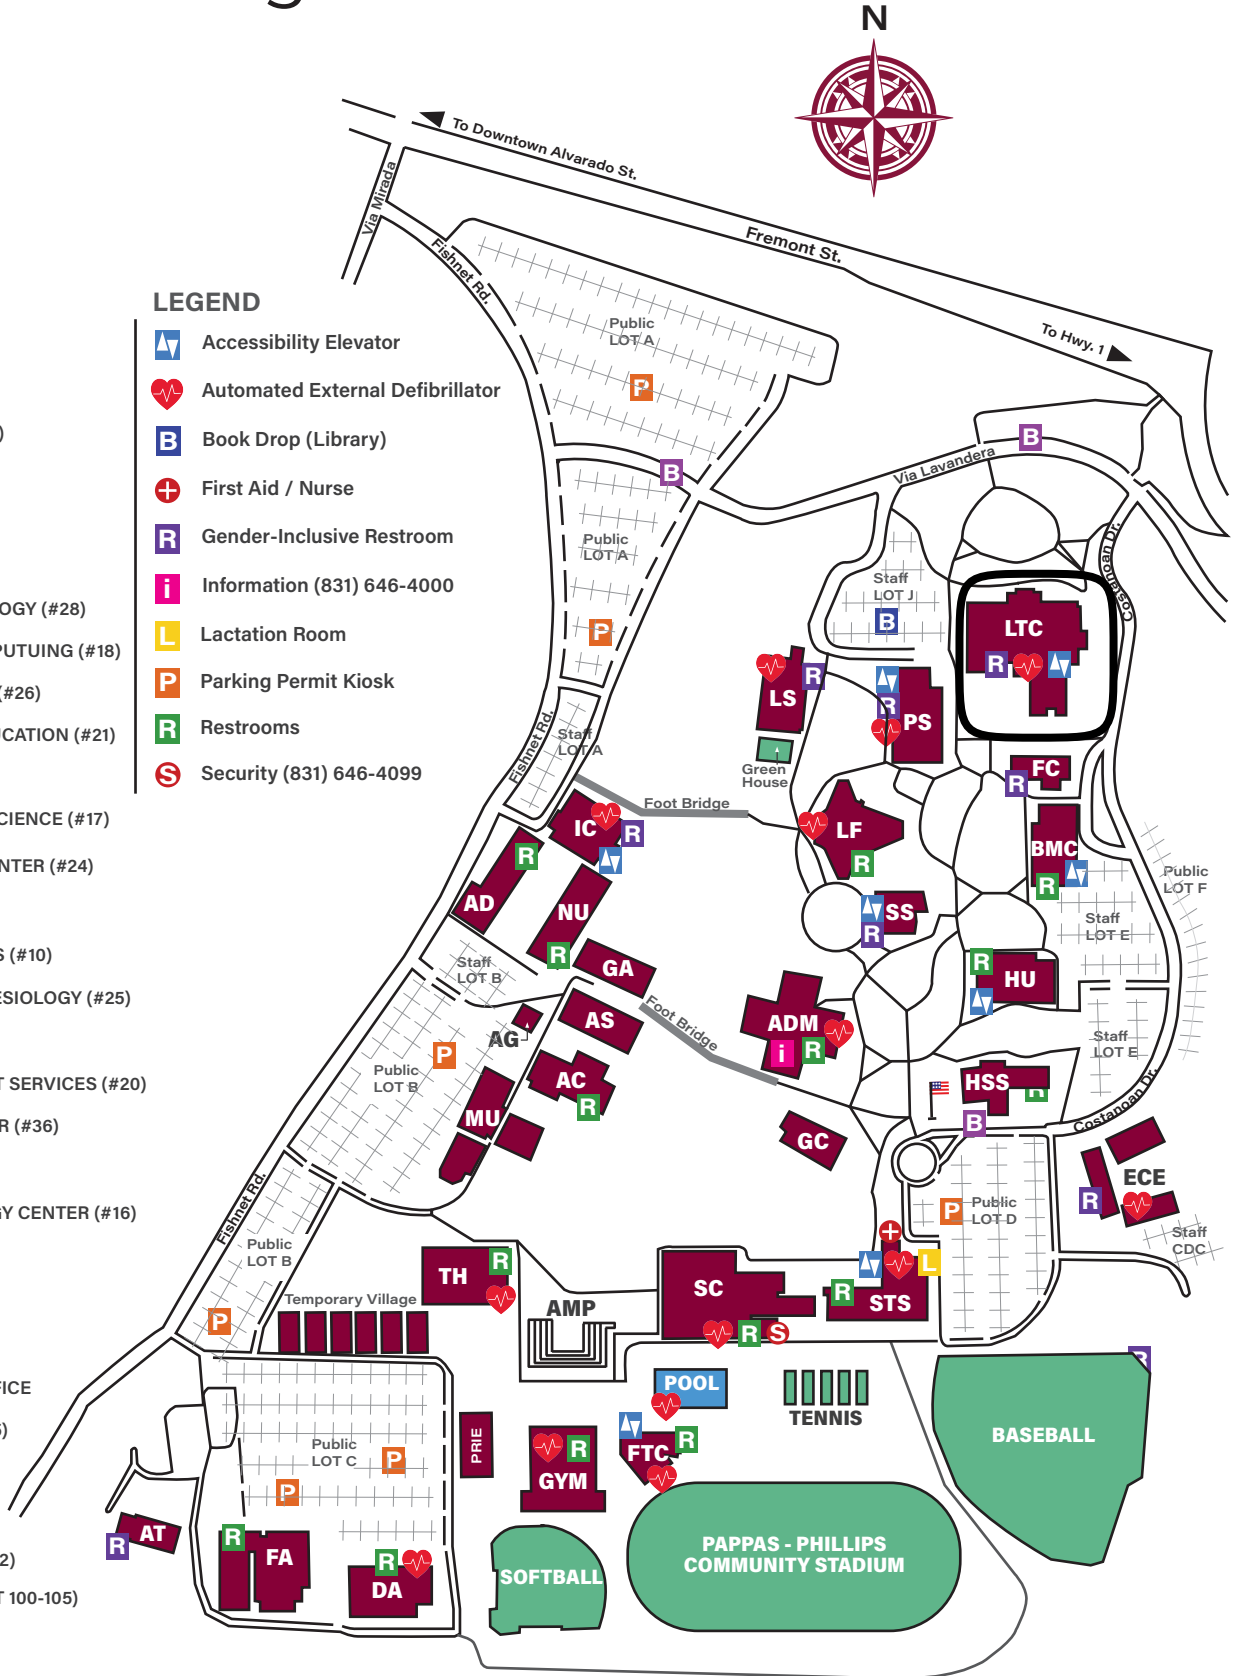 N
To Downtown Alvarado St.
Via Mirada
Fremont St.
Fishnet Rd.
To Hwy. 1
LEGEND
Accessibility Elevator
Automated External Defibrillator
B
Book Drop (Library)
First Aid / Nurse
R
Gender-Inclusive Restroom
i
Information (831) 646-4000
L
Lactation Room
P
Parking Permit Kiosk
R
Restrooms
S
Security (831) 646-4099
)
OGY (#28)
PUTUING (#18)
(#26)
UCATION (#21)
CIENCE (#17)
NTER (#24)
S (#10)
ESIOLOGY (#25)
T SERVICES (#20)
R (#36)
GY CENTER (#16)
FICE
)
2)
T 100-105)
Public
LOT A
P
B
B
Via Lavandera
Public
LOT A
P
Costanoan Dr.
Staff
LOT J
B
LTC
R
LS
R
R
PS
Green
House
Fishnet Rd.
Staff
LOT A
Foot Bridge
FC
R
IC
R
LF
R
BMC
R
Public
LOT F
AD
R
NU
R
SS
R
Staff
LOT E
Staff
LOT B
GA
R
HU
AS
Foot Bridge
ADM
i
R
Staff
LOT E
AG
P
Public
LOT B
AC
R
MU
HSS
R
B
Costanoan Dr.
GC
ECE
R
Public
LOT D
P
Staff
CDC
Fishnet Rd.
Public
LOT B
P
Temporary Village
TH
R
AMP
SC
R
S
R
STS
L
POOL
TENNIS
R
BASEBALL
Public
LOT C
P
P
PRIE
R
GYM
FTC
R
AT
R
R
FA
R
DA
SOFTBALL
PAPPAS - PHILLIPS
COMMUNITY STADIUM